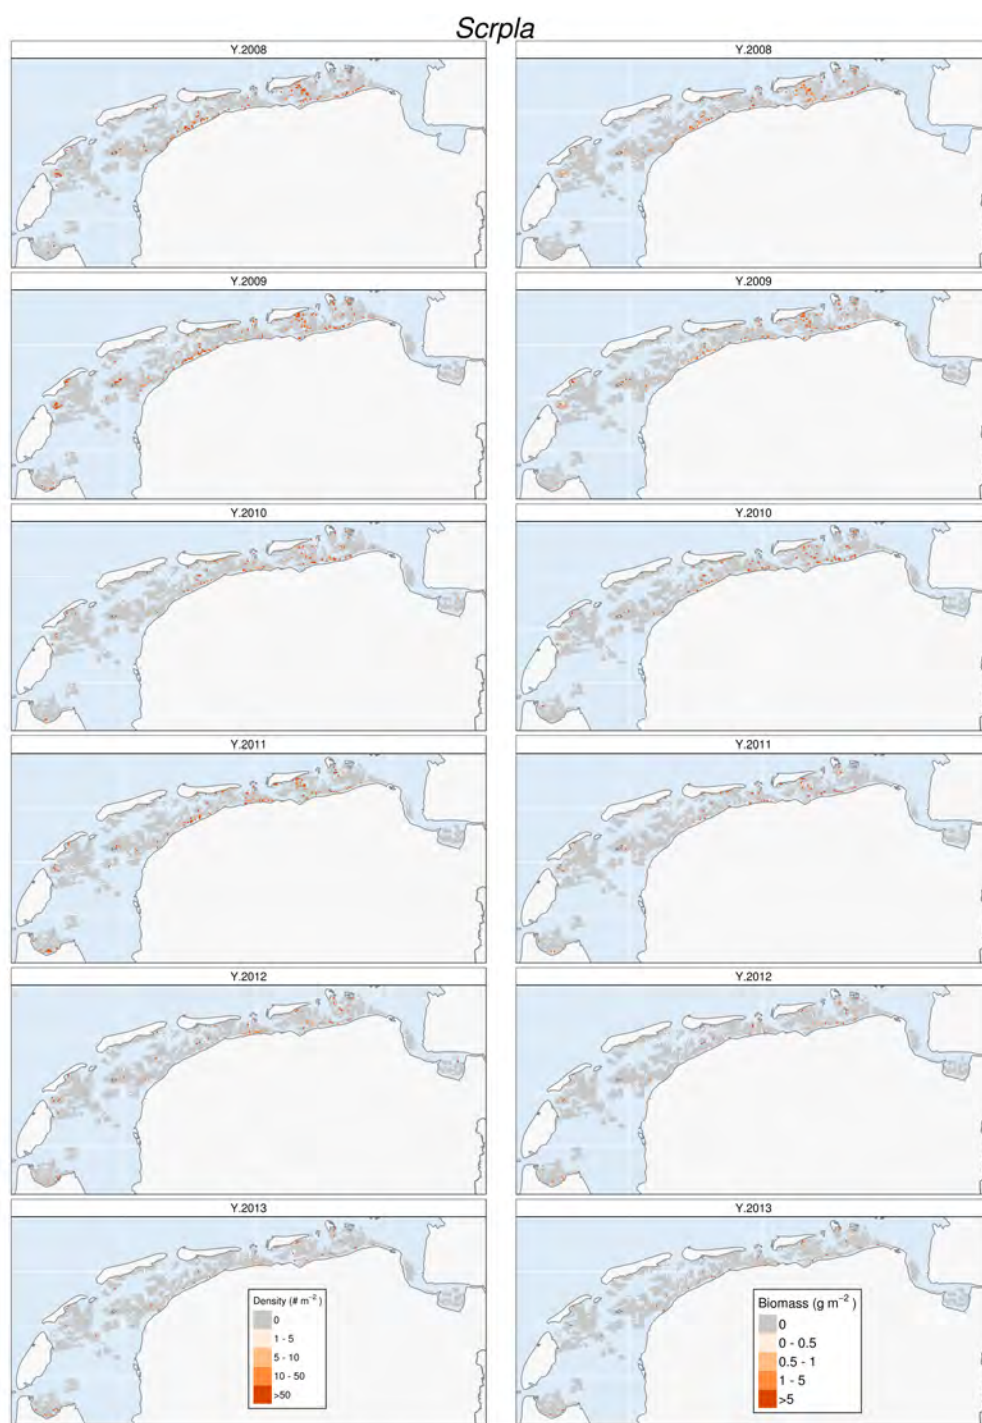 Scrpla
Y.2008
Y.2008
Y.2009
Y.2009
Y.2010
Y.2010
Y.2011
Y.2011
Y.2012
Y.2012
Y.2013
Y.2013
Density (# m⁻²)
0
1 - 5
5 - 10
10 - 50
>50
Biomass (g m⁻²)
0
0 - 0.5
0.5 - 1
1 - 5
>5